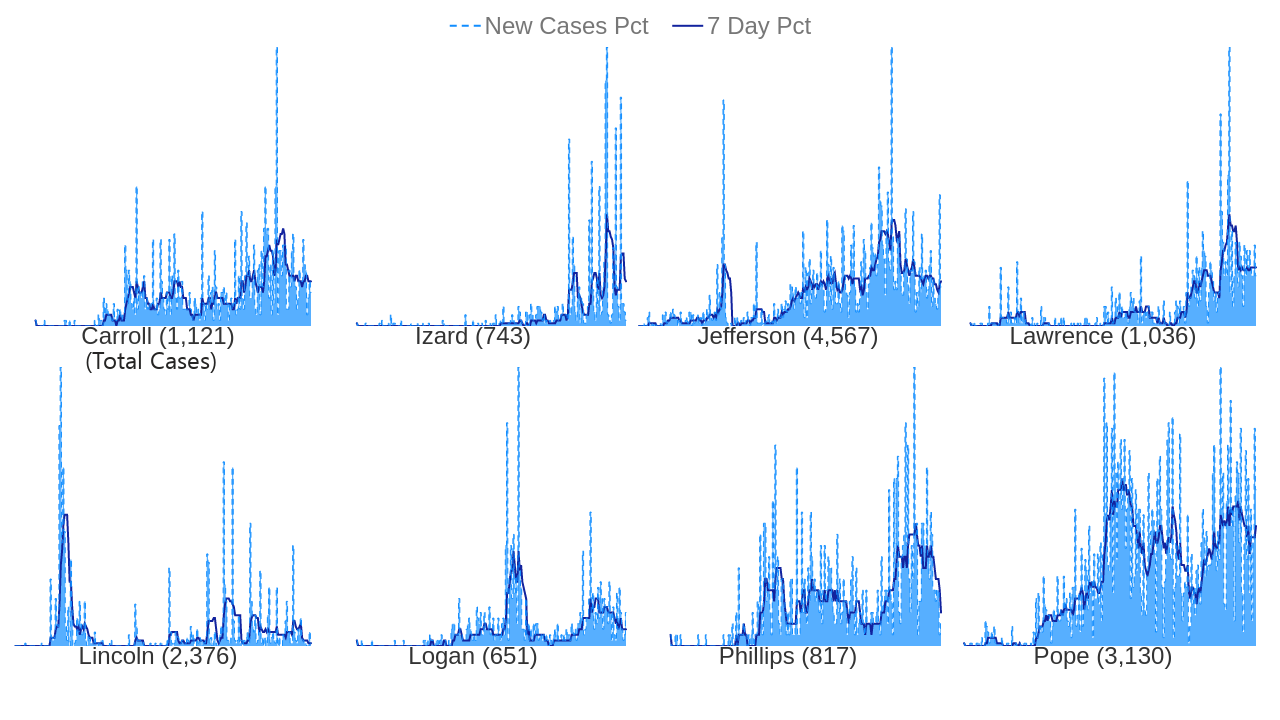 New Cases Pct 7 Day Pct
Carroll (1,121) Izard (743) Jefferson (4,567) Lawrence (1,036)
(Total Cases)
Lincoln (2,376) Logan (651) Phillips (817) Pope (3,130)